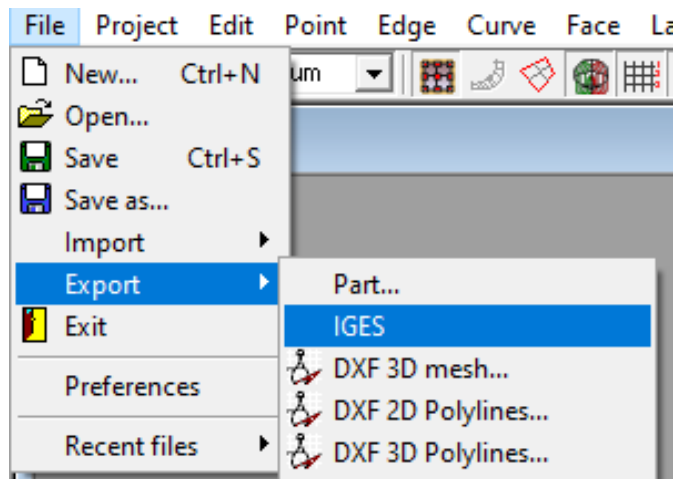 File Project Edit Point Edge Curve Face La
New... Ctrl+N um
Open...
Save Ctrl+S
Save as...
Import
Export Part...
Exit IGES
DXF 3D mesh...
Preferences DXF 2D Polylines...
Recent files DXF 3D Polylines...